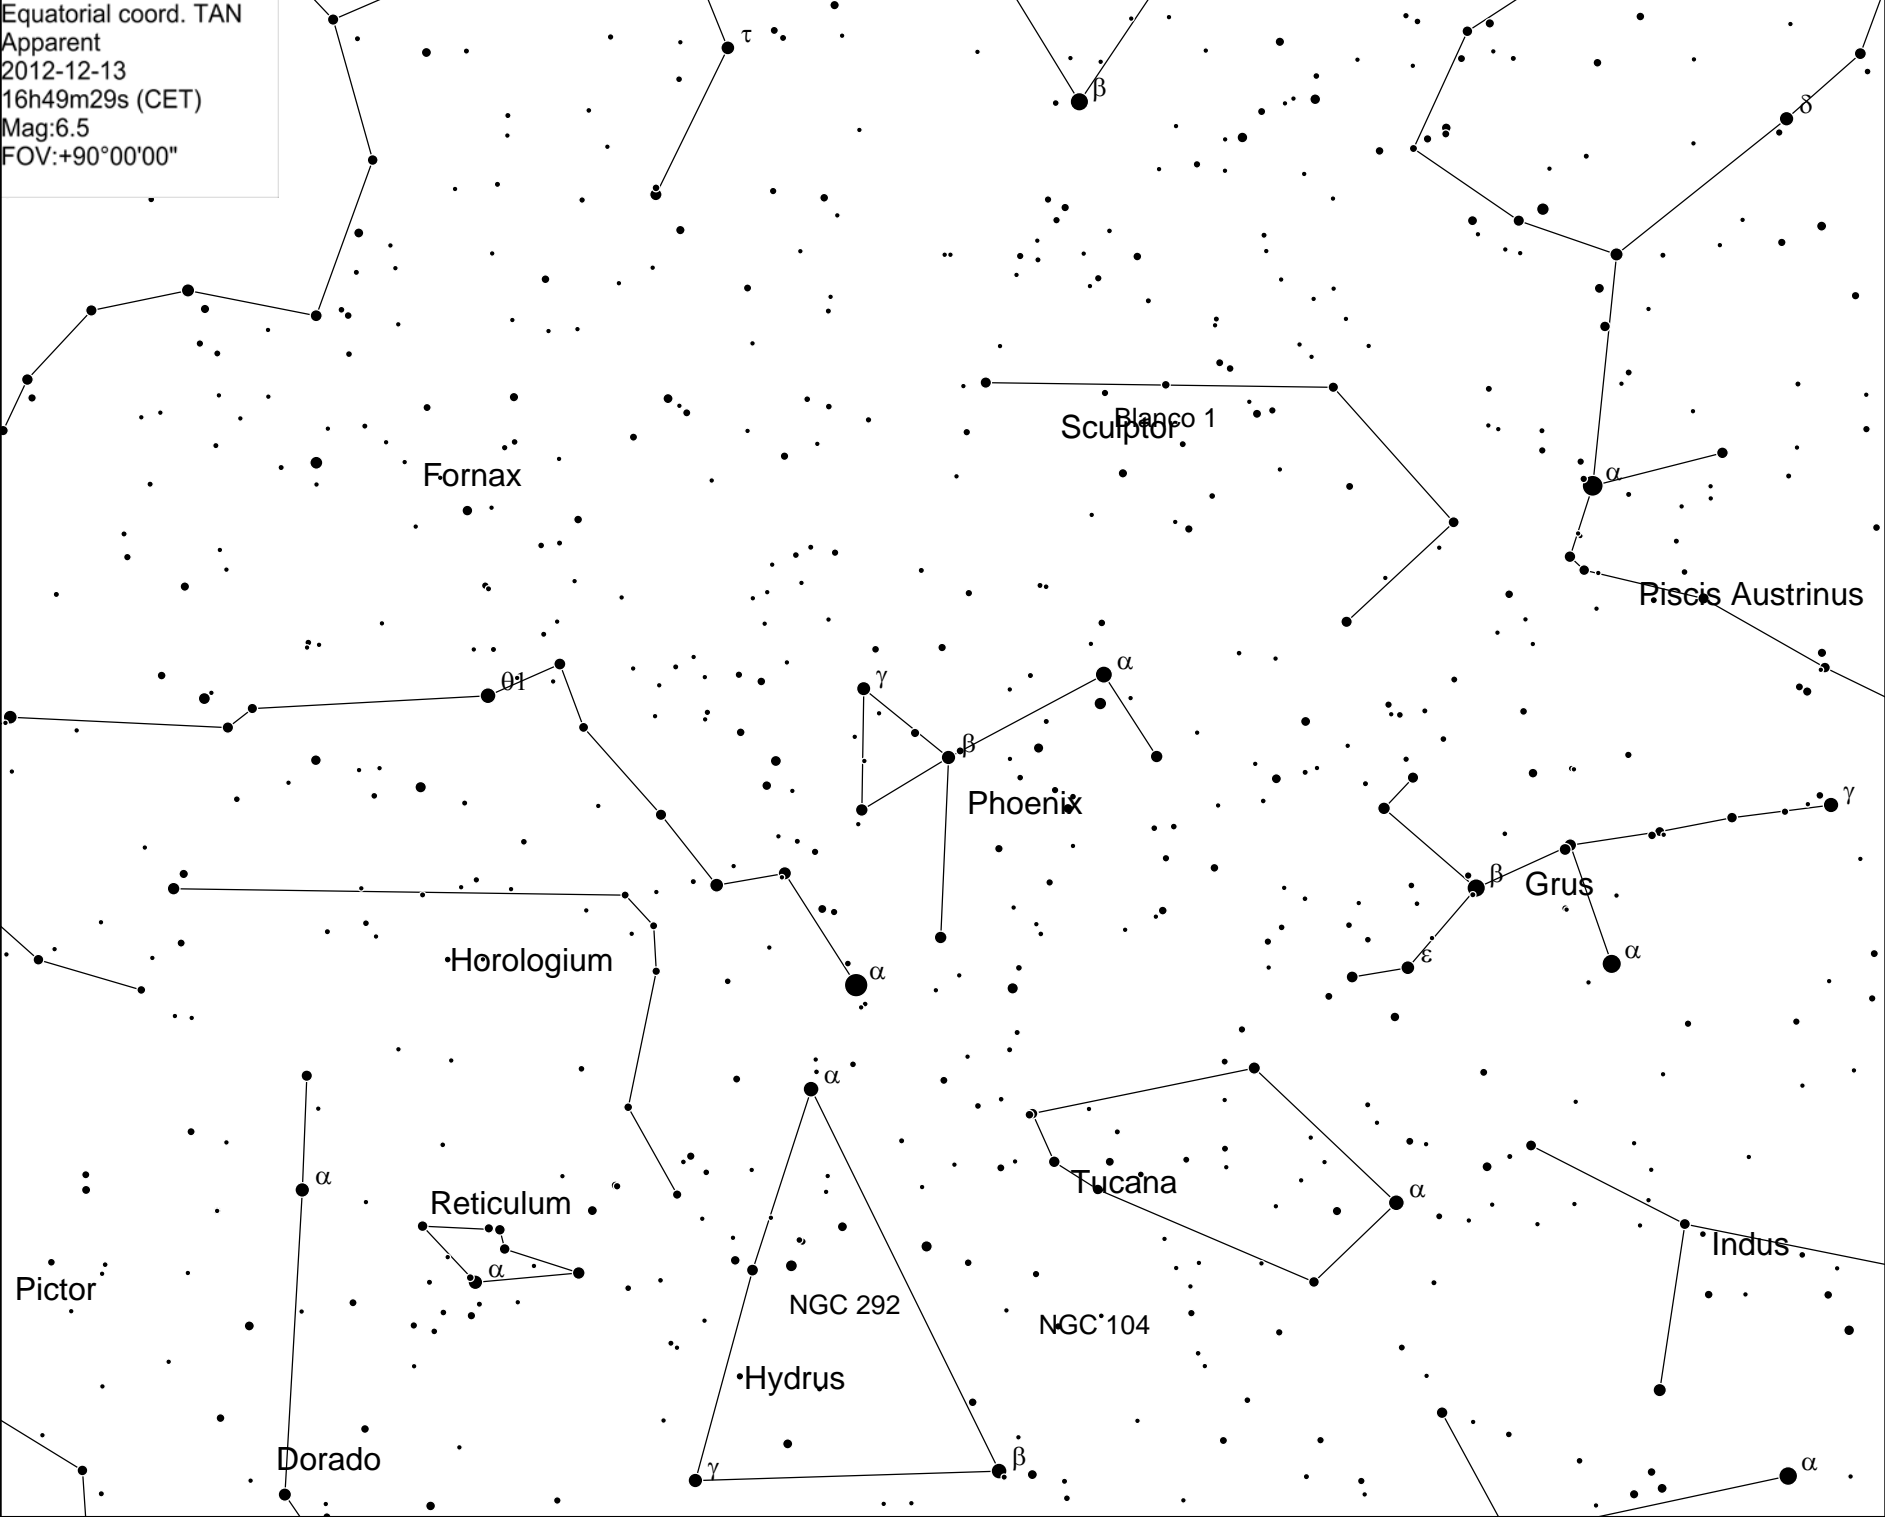 Equatorial coord. TAN
Apparent
2012-12-13
16h49m29s (CET)
Mag:6.5
FOV:+90°00'00"
τ
β
δ
Blanco 1
Sculptor
Fornax
α
Piscis Austrinus
θ1
γ
α
β
Phoenix
γ
β
Grus
Horologium
α
ε
α
α
α
Reticulum
Tucana
α
α
Indus
Pictor
NGC 292
NGC 104
Hydrus
Dorado
γ
β
α